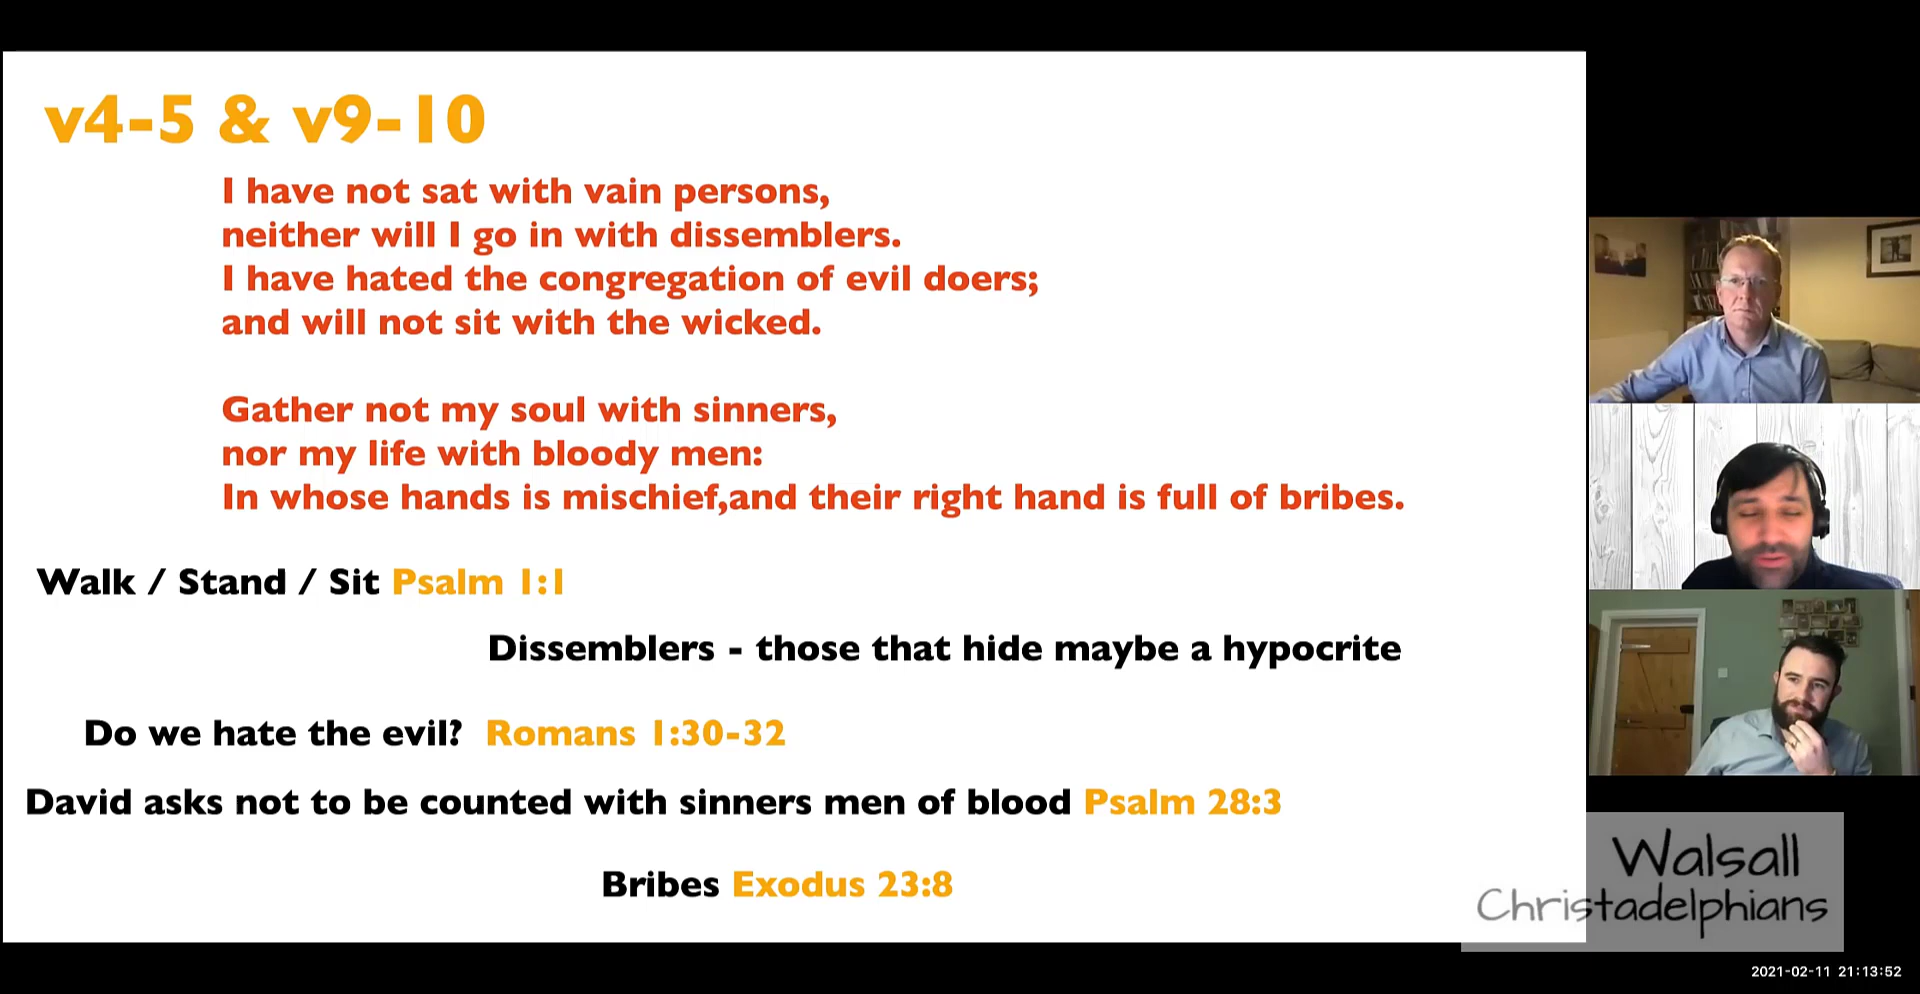 v4-5 & v9-10
I have not sat with vain persons,
neither will I go in with dissemblers.
I have hated the congregation of evil doers;
and will not sit with the wicked.
Gather not my soul with sinners,
nor my life with bloody men:
In whose hands is mischief,and their right hand is full of bribes.
Walk / Stand / Sit Psalm 1:1
Dissemblers - those that hide maybe a hypocrite
Do we hate the evil? Romans 1:30-32
David asks not to be counted with sinners men of blood Psalm 28:3
Bribes Exodus 23:8
Walsall
Christadelphians
2021-02-11 21:13:52